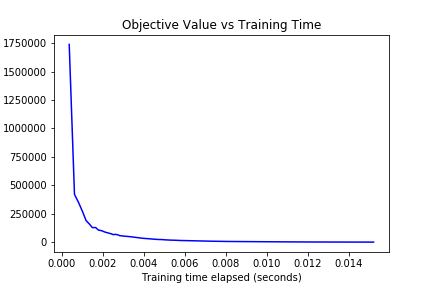 Objective Value vs Training Time
1750000
1500000
1250000
1000000
750000
500000
250000
0
0.000 0.002 0.004 0.006 0.008 0.010 0.012 0.014
Training time elapsed (seconds)